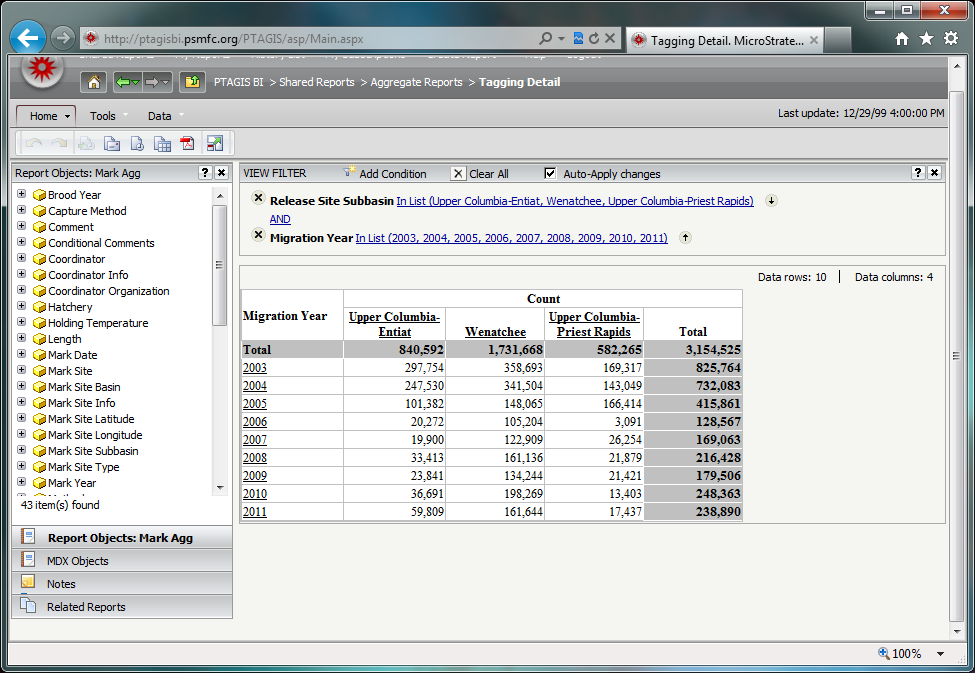 http://ptagisbi.psmfc.org/PTAGIS/asp/Main.aspx
Tagging Detail. MicroStrate...
PTAGIS BI > Shared Reports > Aggregate Reports > Tagging Detail
Home Tools Data
Last update: 12/29/99 4:00:00 PM
Report Objects: Mark Agg
Brood Year
Capture Method
Comment
Conditional Comments
Coordinator
Coordinator Info
Coordinator Organization
Hatchery
Holding Temperature
Length
Mark Date
Mark Site
Mark Site Basin
Mark Site Info
Mark Site Latitude
Mark Site Longitude
Mark Site Subbasin
Mark Site Type
Mark Year
43 item(s) found
Report Objects: Mark Agg
MDX Objects
Notes
Related Reports
VIEW FILTER Add Condition Clear All Auto-Apply changes
Release Site Subbasin In List (Upper Columbia-Entiat, Wenatchee, Upper Columbia-Priest Rapids)
AND
Migration Year In List (2003, 2004, 2005, 2006, 2007, 2008, 2009, 2010, 2011)
Data rows: 10 Data columns: 4
Count
Migration Year Upper Columbia-Entiat Wenatchee Upper Columbia-Priest Rapids Total
Total 840,592 1,731,668 582,265 3,154,525
2003 297,754 358,693 169,317 825,764
2004 247,530 341,504 143,049 732,083
2005 101,382 148,065 166,414 415,861
2006 20,272 105,204 3,091 128,567
2007 19,900 122,909 26,254 169,063
2008 33,413 161,136 21,879 216,428
2009 23,841 134,244 21,421 179,506
2010 36,691 198,269 13,403 248,363
2011 59,809 161,644 17,437 238,890
100%